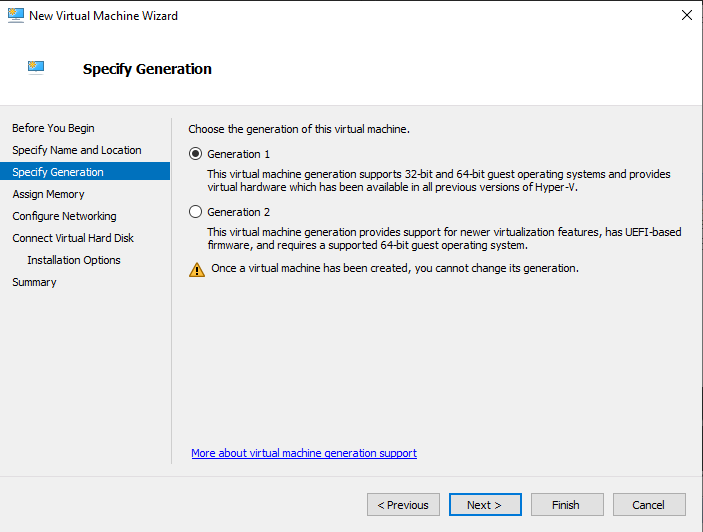 New Virtual Machine Wizard
Specify Generation
Before You Begin
Specify Name and Location
Specify Generation
Assign Memory
Configure Networking
Connect Virtual Hard Disk
Installation Options
Summary
Choose the generation of this virtual machine.
Generation 1
This virtual machine generation supports 32-bit and 64-bit guest operating systems and provides
virtual hardware which has been available in all previous versions of Hyper-V.
Generation 2
This virtual machine generation provides support for newer virtualization features, has UEFI-based
firmware, and requires a supported 64-bit guest operating system.
Once a virtual machine has been created, you cannot change its generation.
More about virtual machine generation support
< Previous
Next >
Finish
Cancel